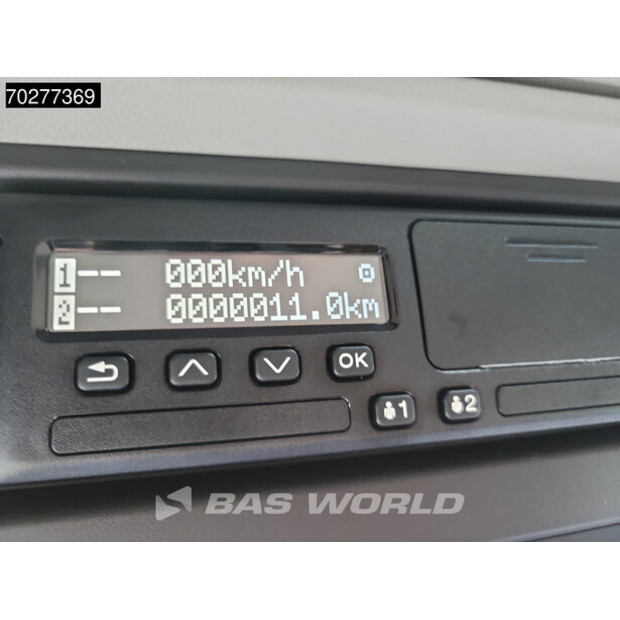 70277369
1-- 000km/h
2-- 0000011.0km
OK
1 2
BAS WORLD